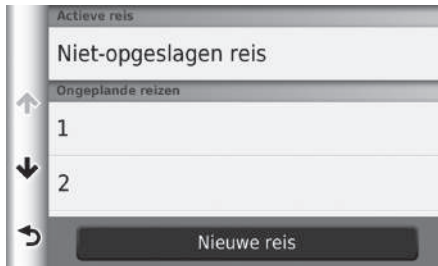 Actieve reis
Niet-opgeslagen reis
Ongeplande reizen
1
2
Nieuwe reis